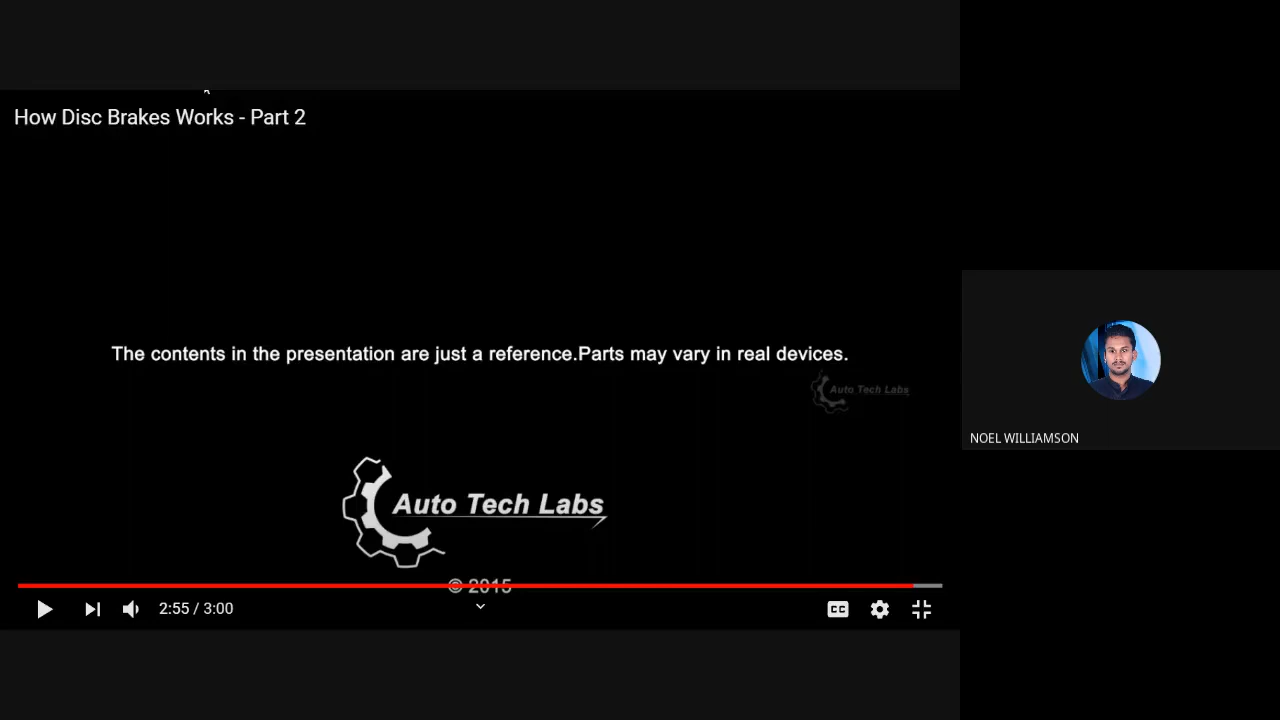 How Disc Brakes Works - Part 2
The contents in the presentation are just a reference.Parts may vary in real devices.
Auto Tech Labs
Auto Tech Labs
© 2015
2:55 / 3:00
CC
NOEL WILLIAMSON